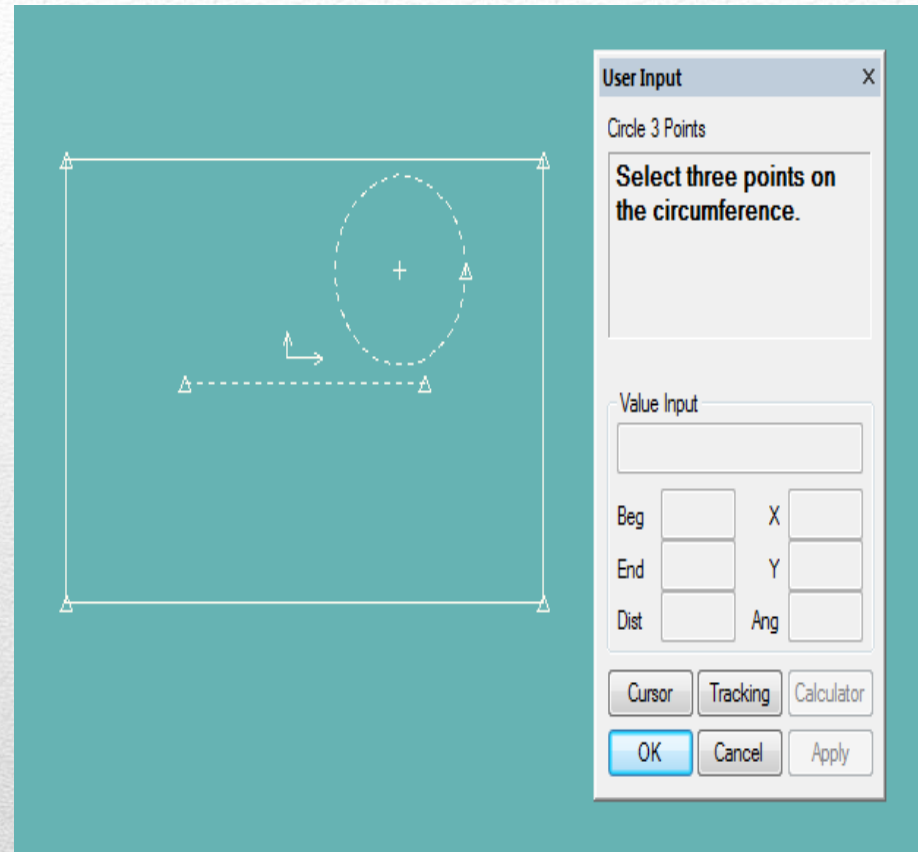 User Input
X
Circle 3 Points
Select three points on
the circumference.
Value Input
Beg X
End Y
Dist Ang
Cursor Tracking Calculator
OK Cancel Apply